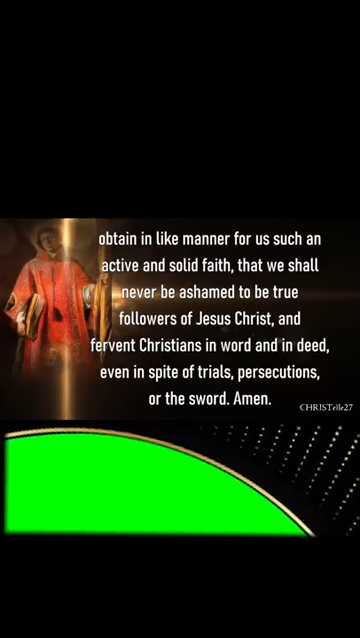 obtain in like manner for us such an
active and solid faith, that we shall
never be ashamed to be true
followers of Jesus Christ, and
fervent Christians in word and in deed,
even in spite of trials, persecutions,
or the sword. Amen.
CHRISTelle27